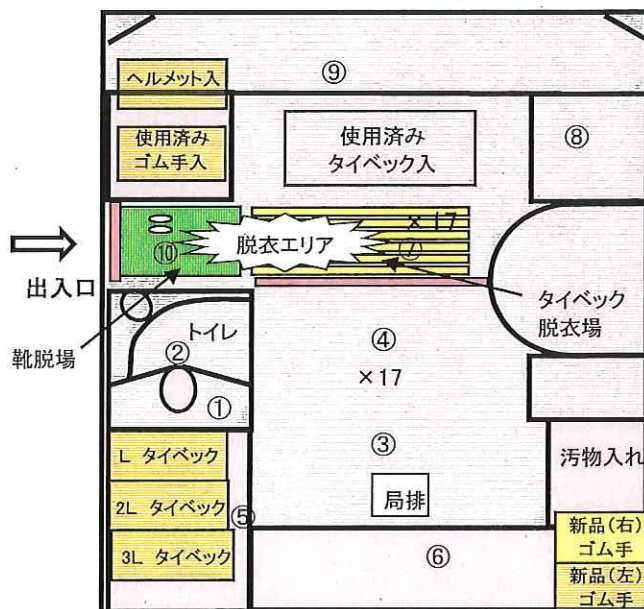 ⑨
ヘルメット入
使用済み
ゴム手入
使用済み
タイベック入
⑧
×17
⑩
脱衣エリア
⑦
出入口
靴脱場
トイレ
②
①
タイベック
脱衣場
④
×17
③
局排
汚物入れ
L タイベック
2L タイベック
3L タイベック
⑤
⑥
新品(右)
ゴム手
新品(左)
ゴム手